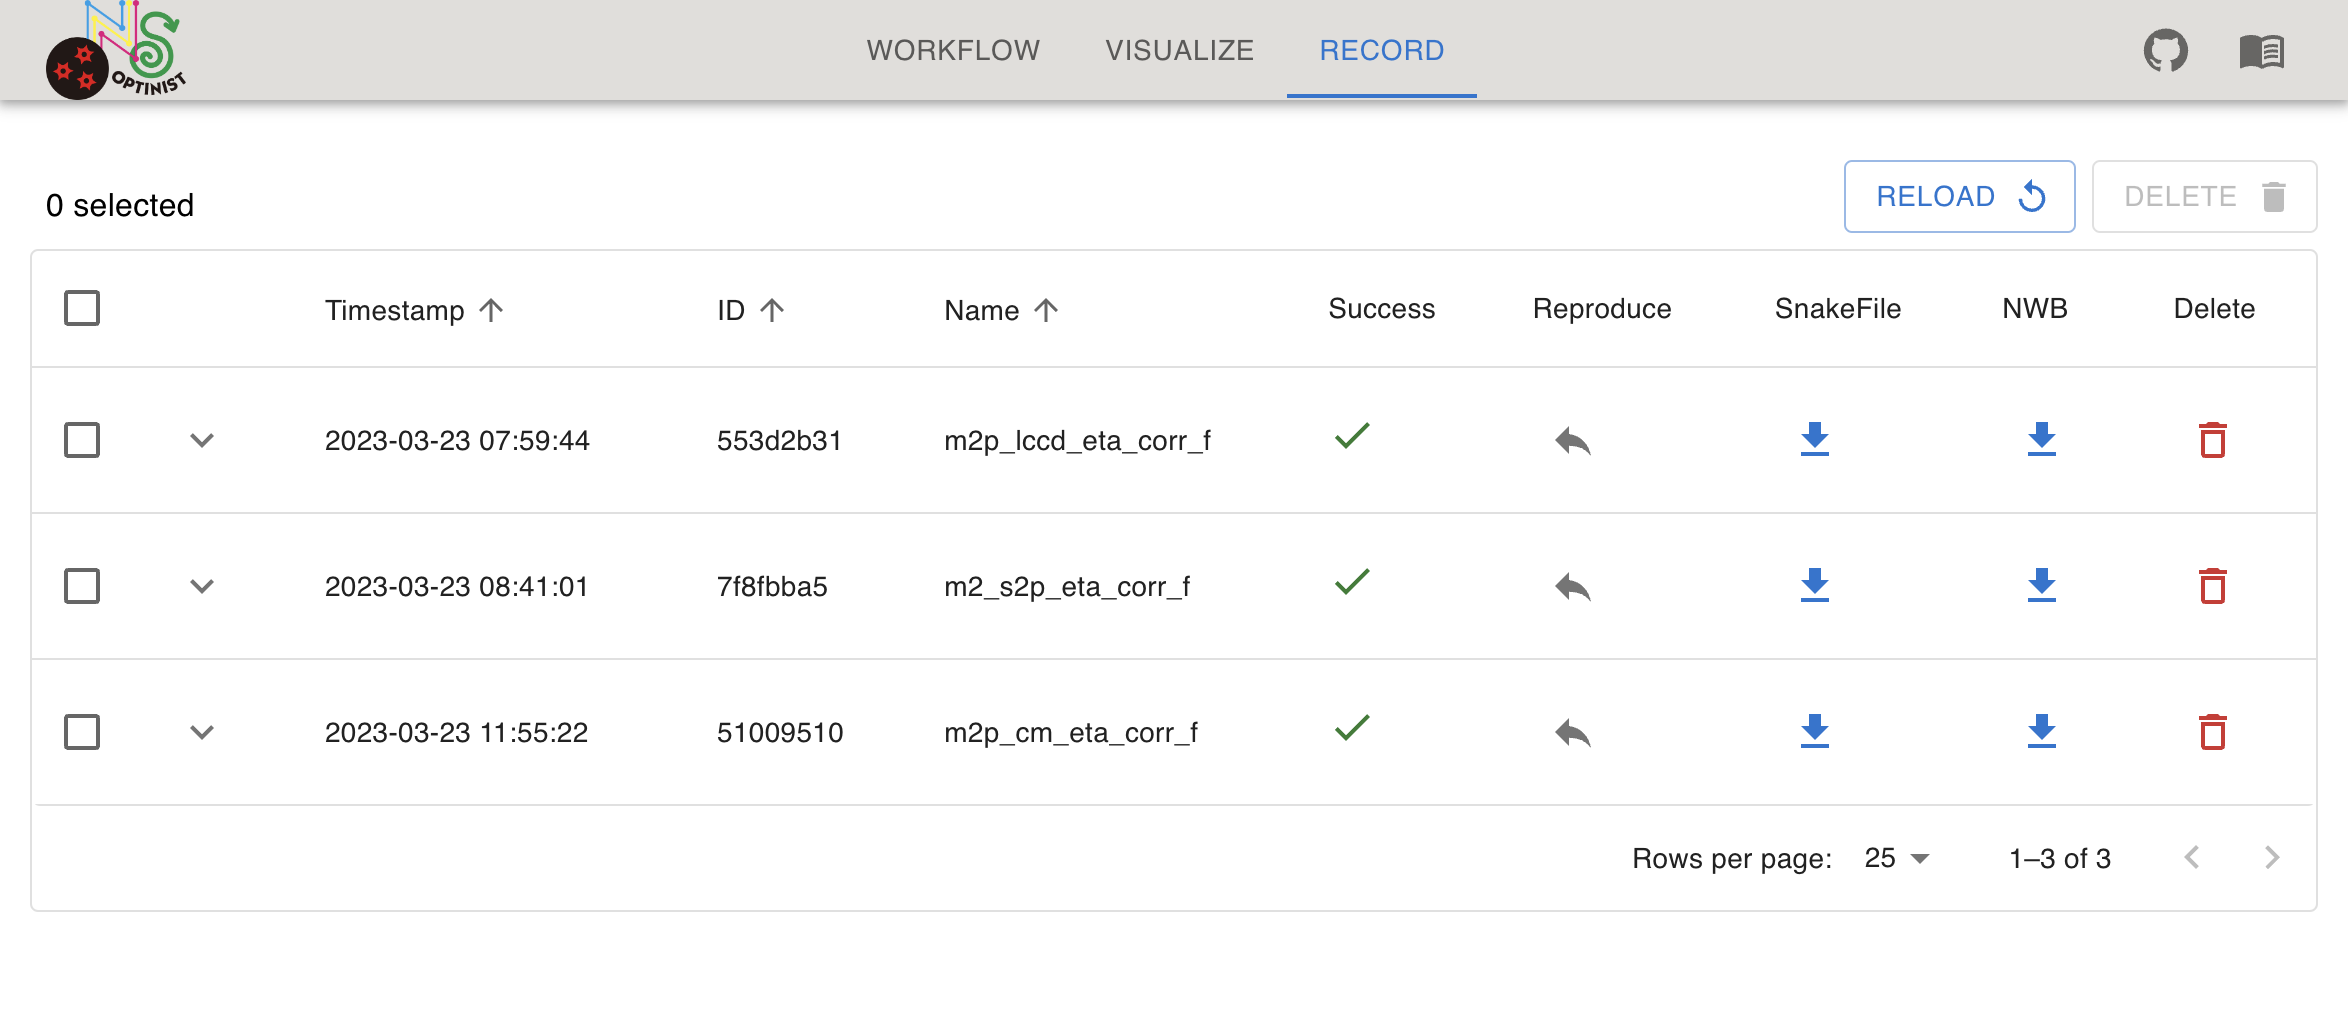 NS
OPTINIST
WORKFLOW VISUALIZE RECORD
0 selected
RELOAD DELETE
Timestamp ID Name Success Reproduce SnakeFile NWB Delete
2023-03-23 07:59:44 553d2b31 m2p_lccd_eta_corr_f
2023-03-23 08:41:01 7f8fbba5 m2_s2p_eta_corr_f
2023-03-23 11:55:22 51009510 m2p_cm_eta_corr_f
Rows per page: 25 1–3 of 3